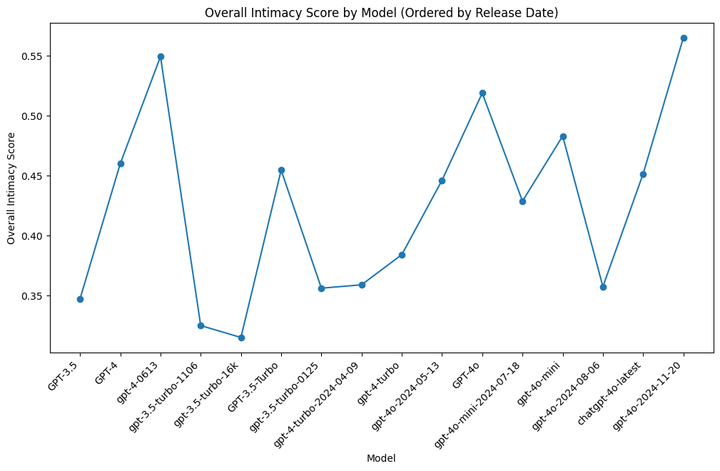 Overall Intimacy Score by Model (Ordered by Release Date)
Overall Intimacy Score
0.55
0.50
0.45
0.40
0.35
GPT-3.5
GPT-4
gpt-4-0613
gpt-3.5-turbo-1106
gpt-3.5-turbo-16k
GPT-3.5-Turbo
gpt-3.5-turbo-0125
gpt-4-turbo-2024-04-09
gpt-4-turbo
gpt-4o-2024-05-13
GPT-4o
gpt-4o-mini-2024-07-18
gpt-4o-mini
gpt-4o-2024-08-06
chatgpt-4o-latest
gpt-4o-2024-11-20
Model